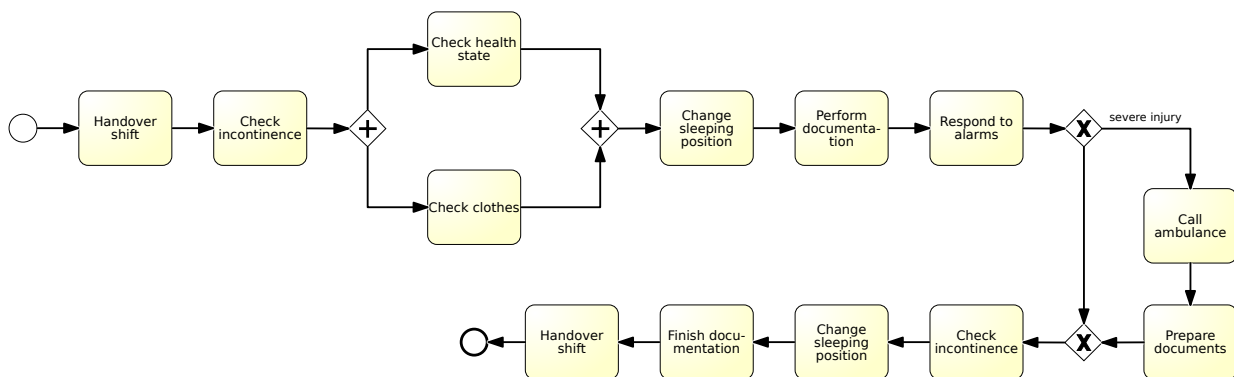 Check health
state
Handover
shift
Check
incontinence
Change
sleeping
position
Perform
documenta-
tion
Respond to
alarms
severe injury
Check clothes
Call
ambulance
Handover
shift
Finish docu-
mentation
Change
sleeping
position
Check
incontinence
Prepare
documents